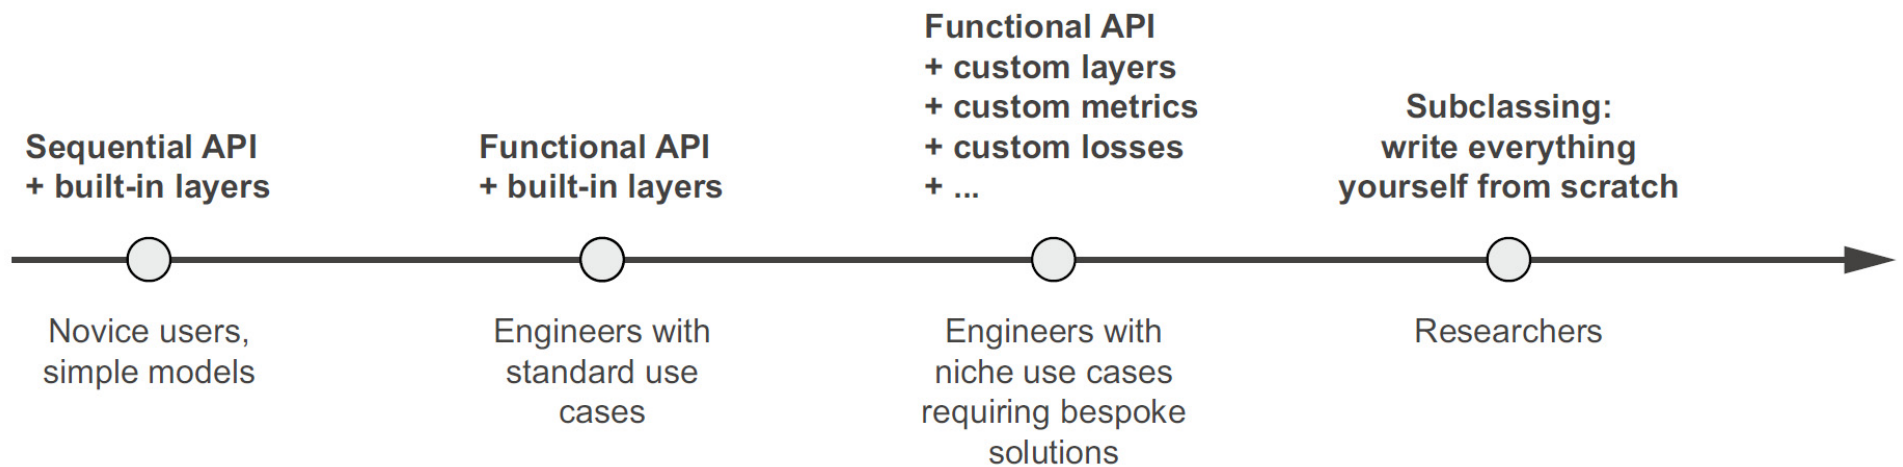 Sequential API
+ built-in layers
Functional API
+ built-in layers
Functional API
+ custom layers
+ custom metrics
+ custom losses
+ ...
Subclassing:
write everything
yourself from scratch
Novice users,
simple models
Engineers with
standard use
cases
Engineers with
niche use cases
requiring bespoke
solutions
Researchers